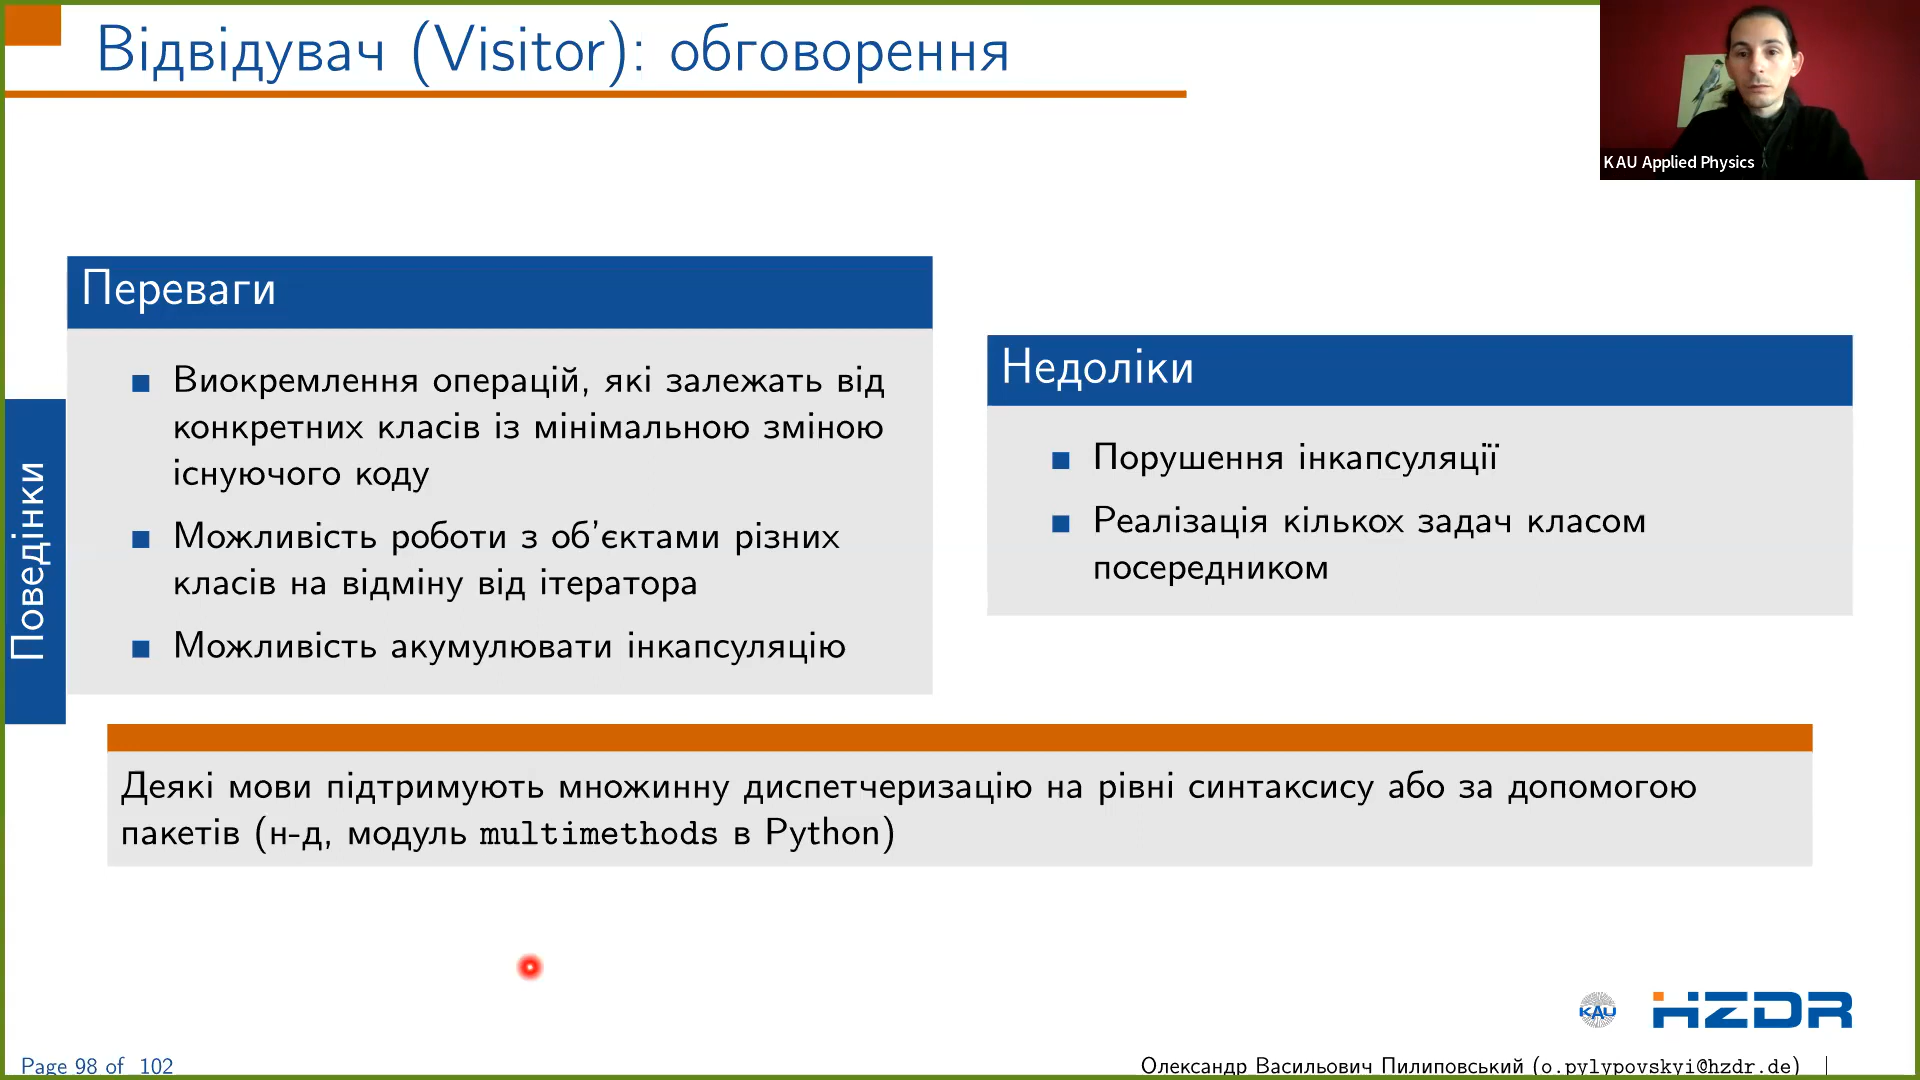 Відвідувач (Visitor): обговорення
KAU Applied Physics
Поведінки
Переваги
Виокремлення операцій, які залежать від
конкретних класів із мінімальною зміною
існуючого коду
Можливість роботи з об'єктами різних
класів на відміну від ітератора
Можливість акумулювати інкапсуляцію
Недоліки
Порушення інкапсуляції
Реалізація кількох задач класом
посередником
Деякі мови підтримують множинну диспетчеризацію на рівні синтаксису або за допомогою
пакетів (н-д, модуль multimethods в Python)
KAU
HZDR
Page 98 of 102
Олександр Васильович Пилиповський (o.pylypovskyi@hzdr.de)